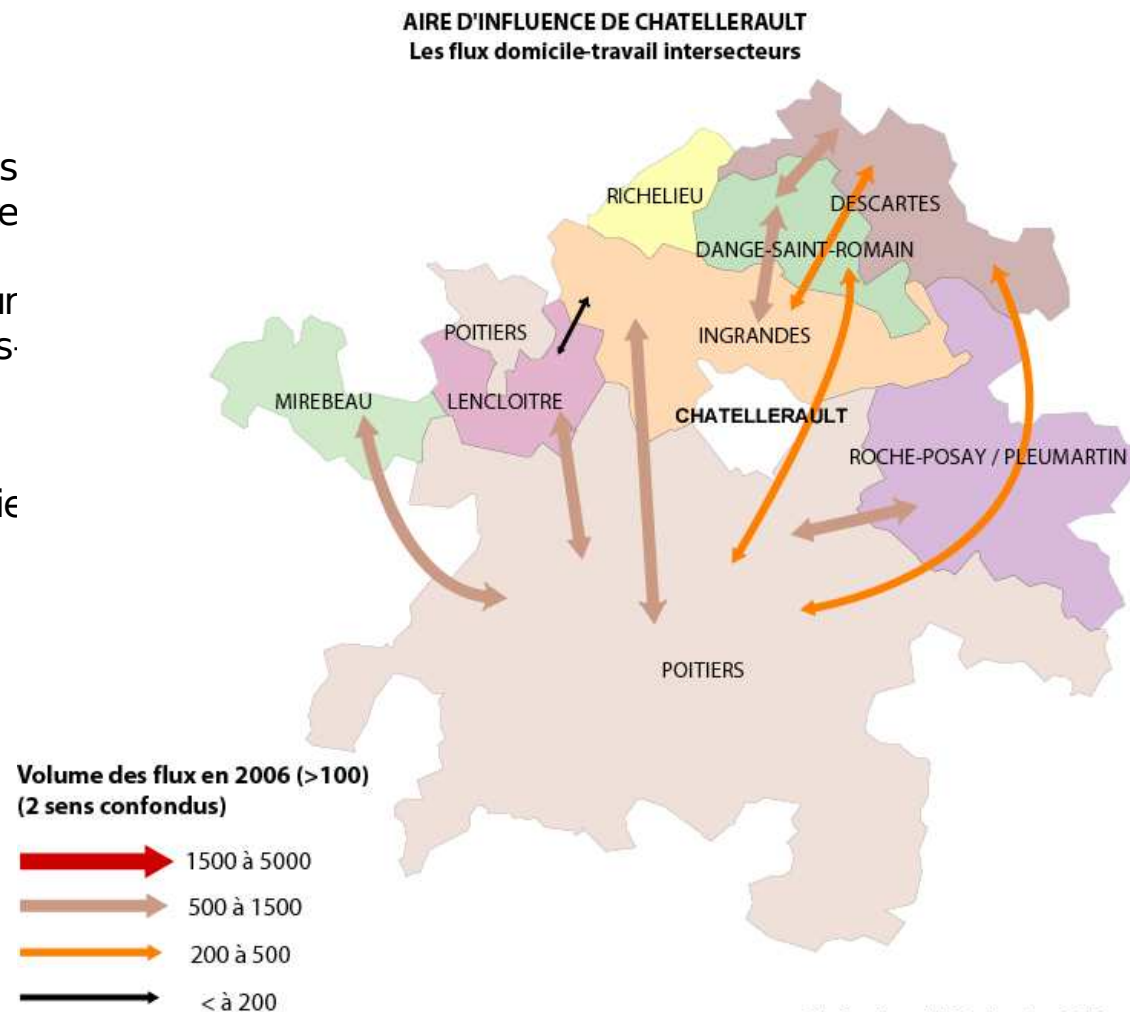 AIRE D'INFLUENCE DE CHATELLERAULT
Les flux domicile-travail intersecteurs
s
e
ur
s-
ie
RICHELIEU
DESCARTES
DANGE-SAINT-ROMAIN
POITIERS
INGRANDES
MIREBEAU
LENCLOITRE
CHATELLERAULT
ROCHE-POSAY / PLEUMARTIN
POITIERS
Volume des flux en 2006 (>100)
(2 sens confondus)
1500 à 5000
500 à 1500
200 à 500
< à 200